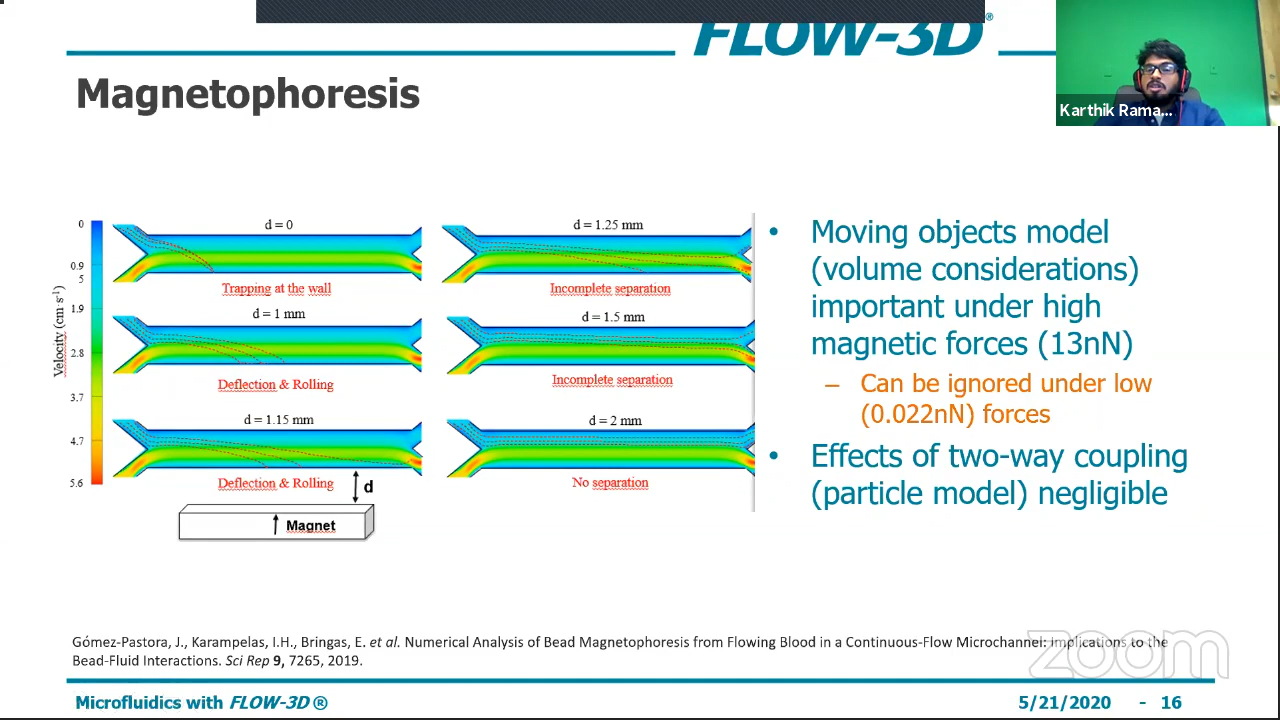 FLOW-3D®
Karthik Rama...
Magnetophoresis
0
0.9
5
1.9
2.8
3.7
4.7
5.6
Velocity (cm·s-1)
d = 0
Trapping at the wall
d = 1 mm
Deflection & Rolling
d = 1.15 mm
Deflection & Rolling
d
Magnet
d = 1.25 mm
Incomplete separation
d = 1.5 mm
Incomplete separation
d = 2 mm
No separation
• Moving objects model
(volume considerations)
important under high
magnetic forces (13nN)
– Can be ignored under low
(0.022nN) forces
• Effects of two-way coupling
(particle model) negligible
Gómez-Pastora, J., Karampelas, I.H., Bringas, E. et al. Numerical Analysis of Bead Magnetophoresis from Flowing Blood in a Continuous-Flow Microchannel: Implications to the
Bead-Fluid Interactions. Sci Rep 9, 7265, 2019.
zoom
Microfluidics with FLOW-3D ®
5/21/2020 - 16